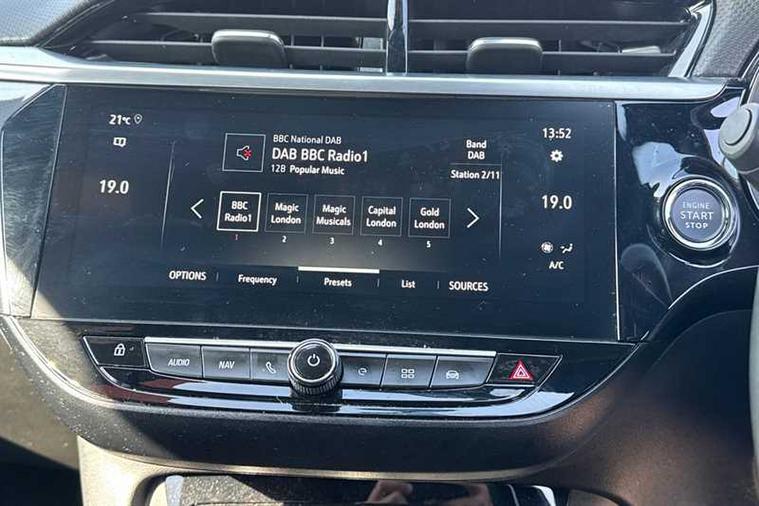 21℃
19.0
BBC National DAB
DAB BBC Radio1
12B Popular Music
Band
DAB
Station 2/11
13:52
19.0
A/C
BBC
Radio1
1
Magic
London
2
Magic
Musicals
3
Capital
London
4
Gold
London
5
OPTIONS
Frequency
Presets
List
SOURCES
ENGINE
START
STOP
AUDIO
NAV